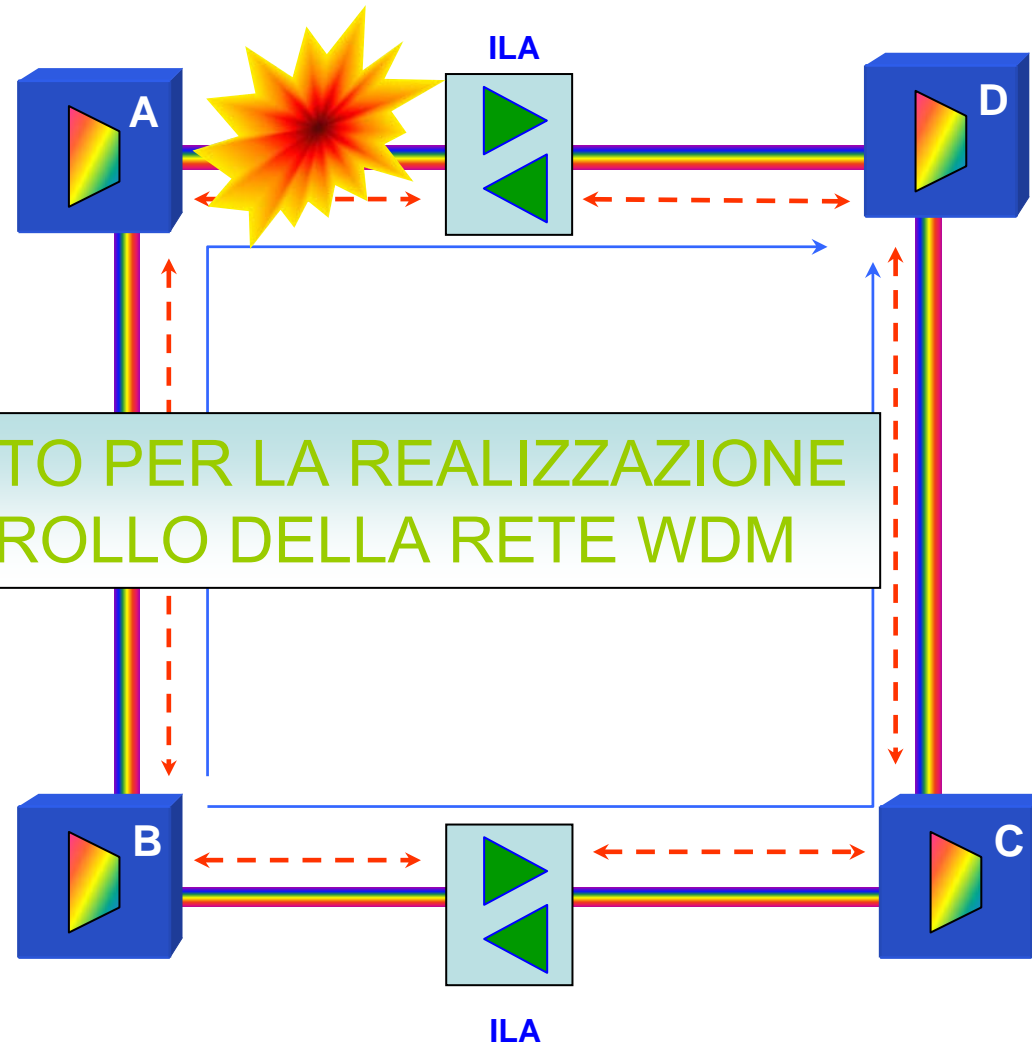 ILA
A
D
TO PER LA REALIZZAZIONE
ROLLO DELLA RETE WDM
B
C
ILA